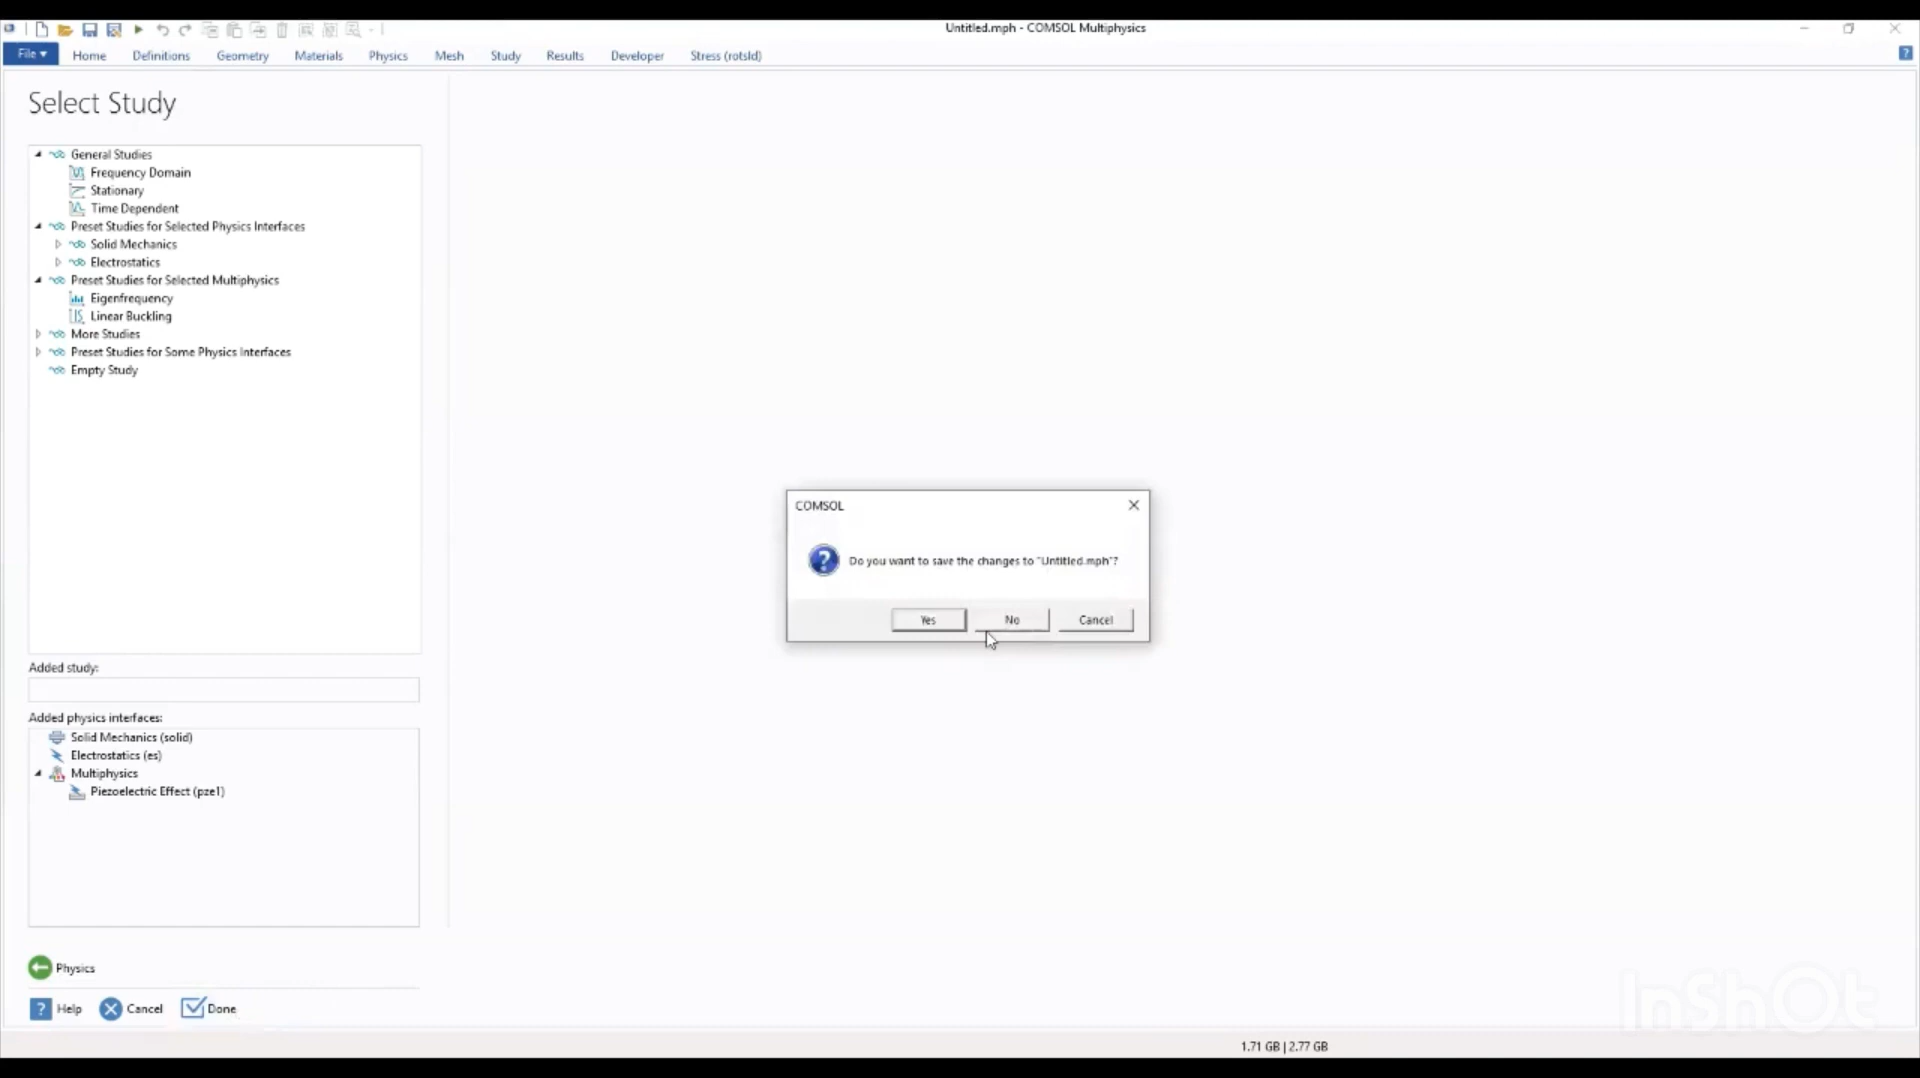 Untitled.mph - COMSOL Multiphysics
File Home Definitions Geometry Materials Physics Mesh Study Results Developer Stress (rotsld) ?
Select Study
General Studies
Frequency Domain
Stationary
Time Dependent
Preset Studies for Selected Physics Interfaces
Solid Mechanics
Electrostatics
Preset Studies for Selected Multiphysics
Eigenfrequency
Linear Buckling
More Studies
Preset Studies for Some Physics Interfaces
Empty Study
COMSOL
Do you want to save the changes to "Untitled.mph"?
Yes No Cancel
Added study:
Added physics interfaces:
Solid Mechanics (solid)
Electrostatics (es)
Multiphysics
Piezoelectric Effect (pze1)
Physics
? Help Cancel Done
InShOt
1.71 GB | 2.77 GB